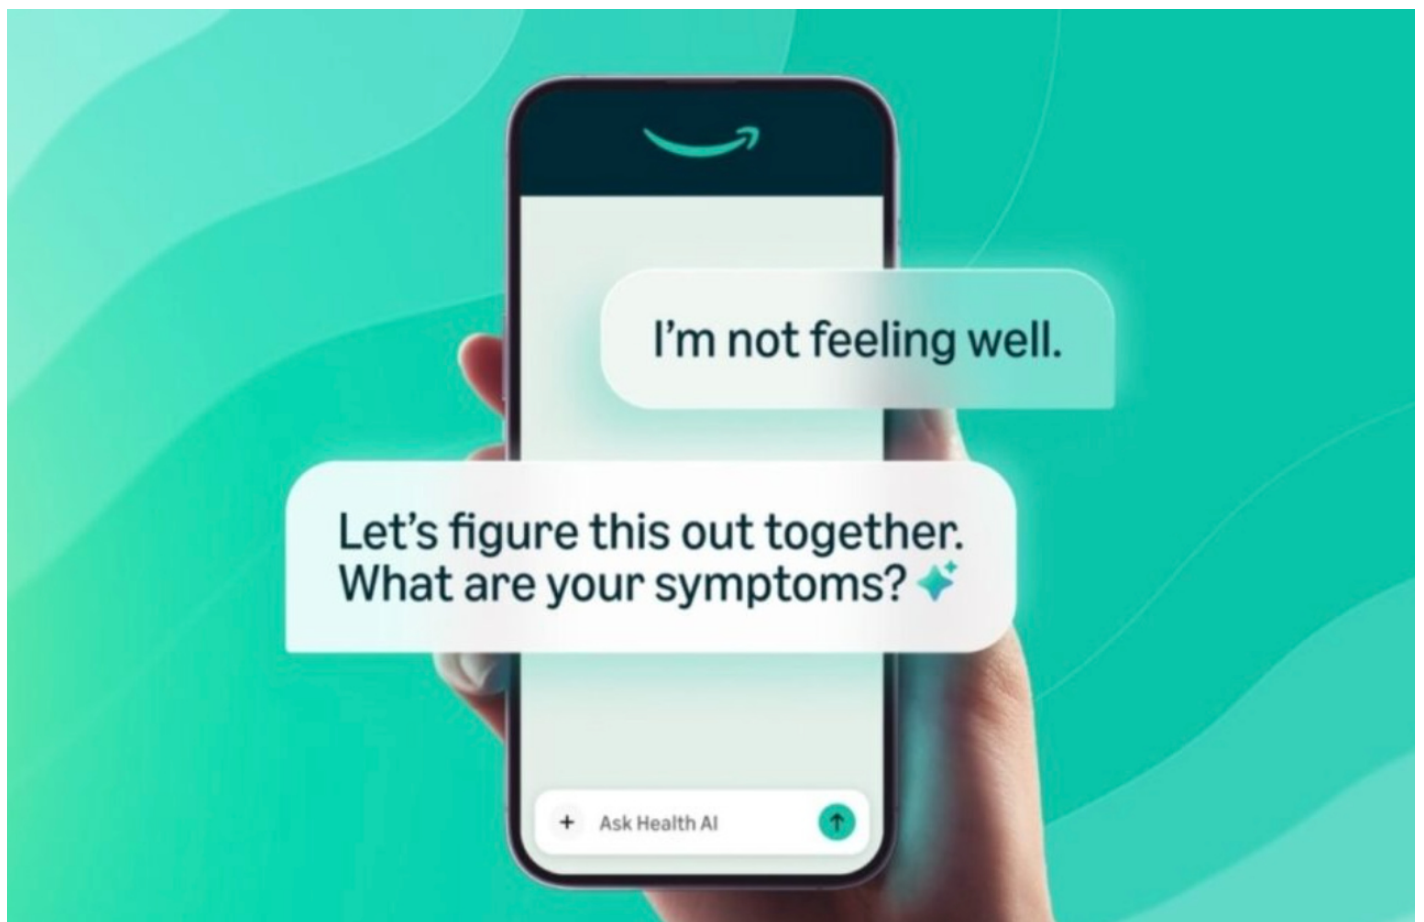 I’m not feeling well.
Let’s figure this out together.
What are your symptoms?
Ask Health AI